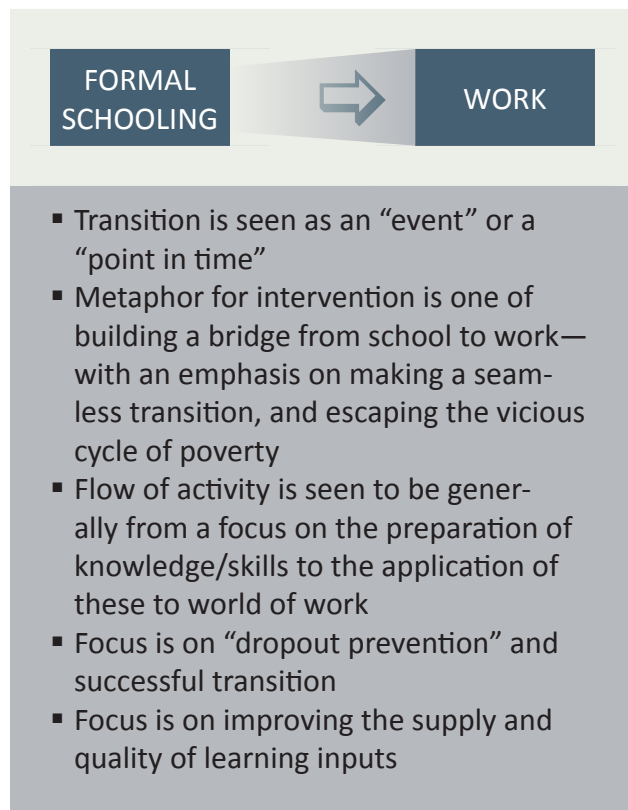 FORMAL
SCHOOLING
WORK
▪ Transition is seen as an “event” or a
“point in time”
▪ Metaphor for intervention is one of
building a bridge from school to work—
with an emphasis on making a seam-
less transition, and escaping the vicious
cycle of poverty
▪ Flow of activity is seen to be gener-
ally from a focus on the preparation of
knowledge/skills to the application of
these to world of work
▪ Focus is on “dropout prevention” and
successful transition
▪ Focus is on improving the supply and
quality of learning inputs